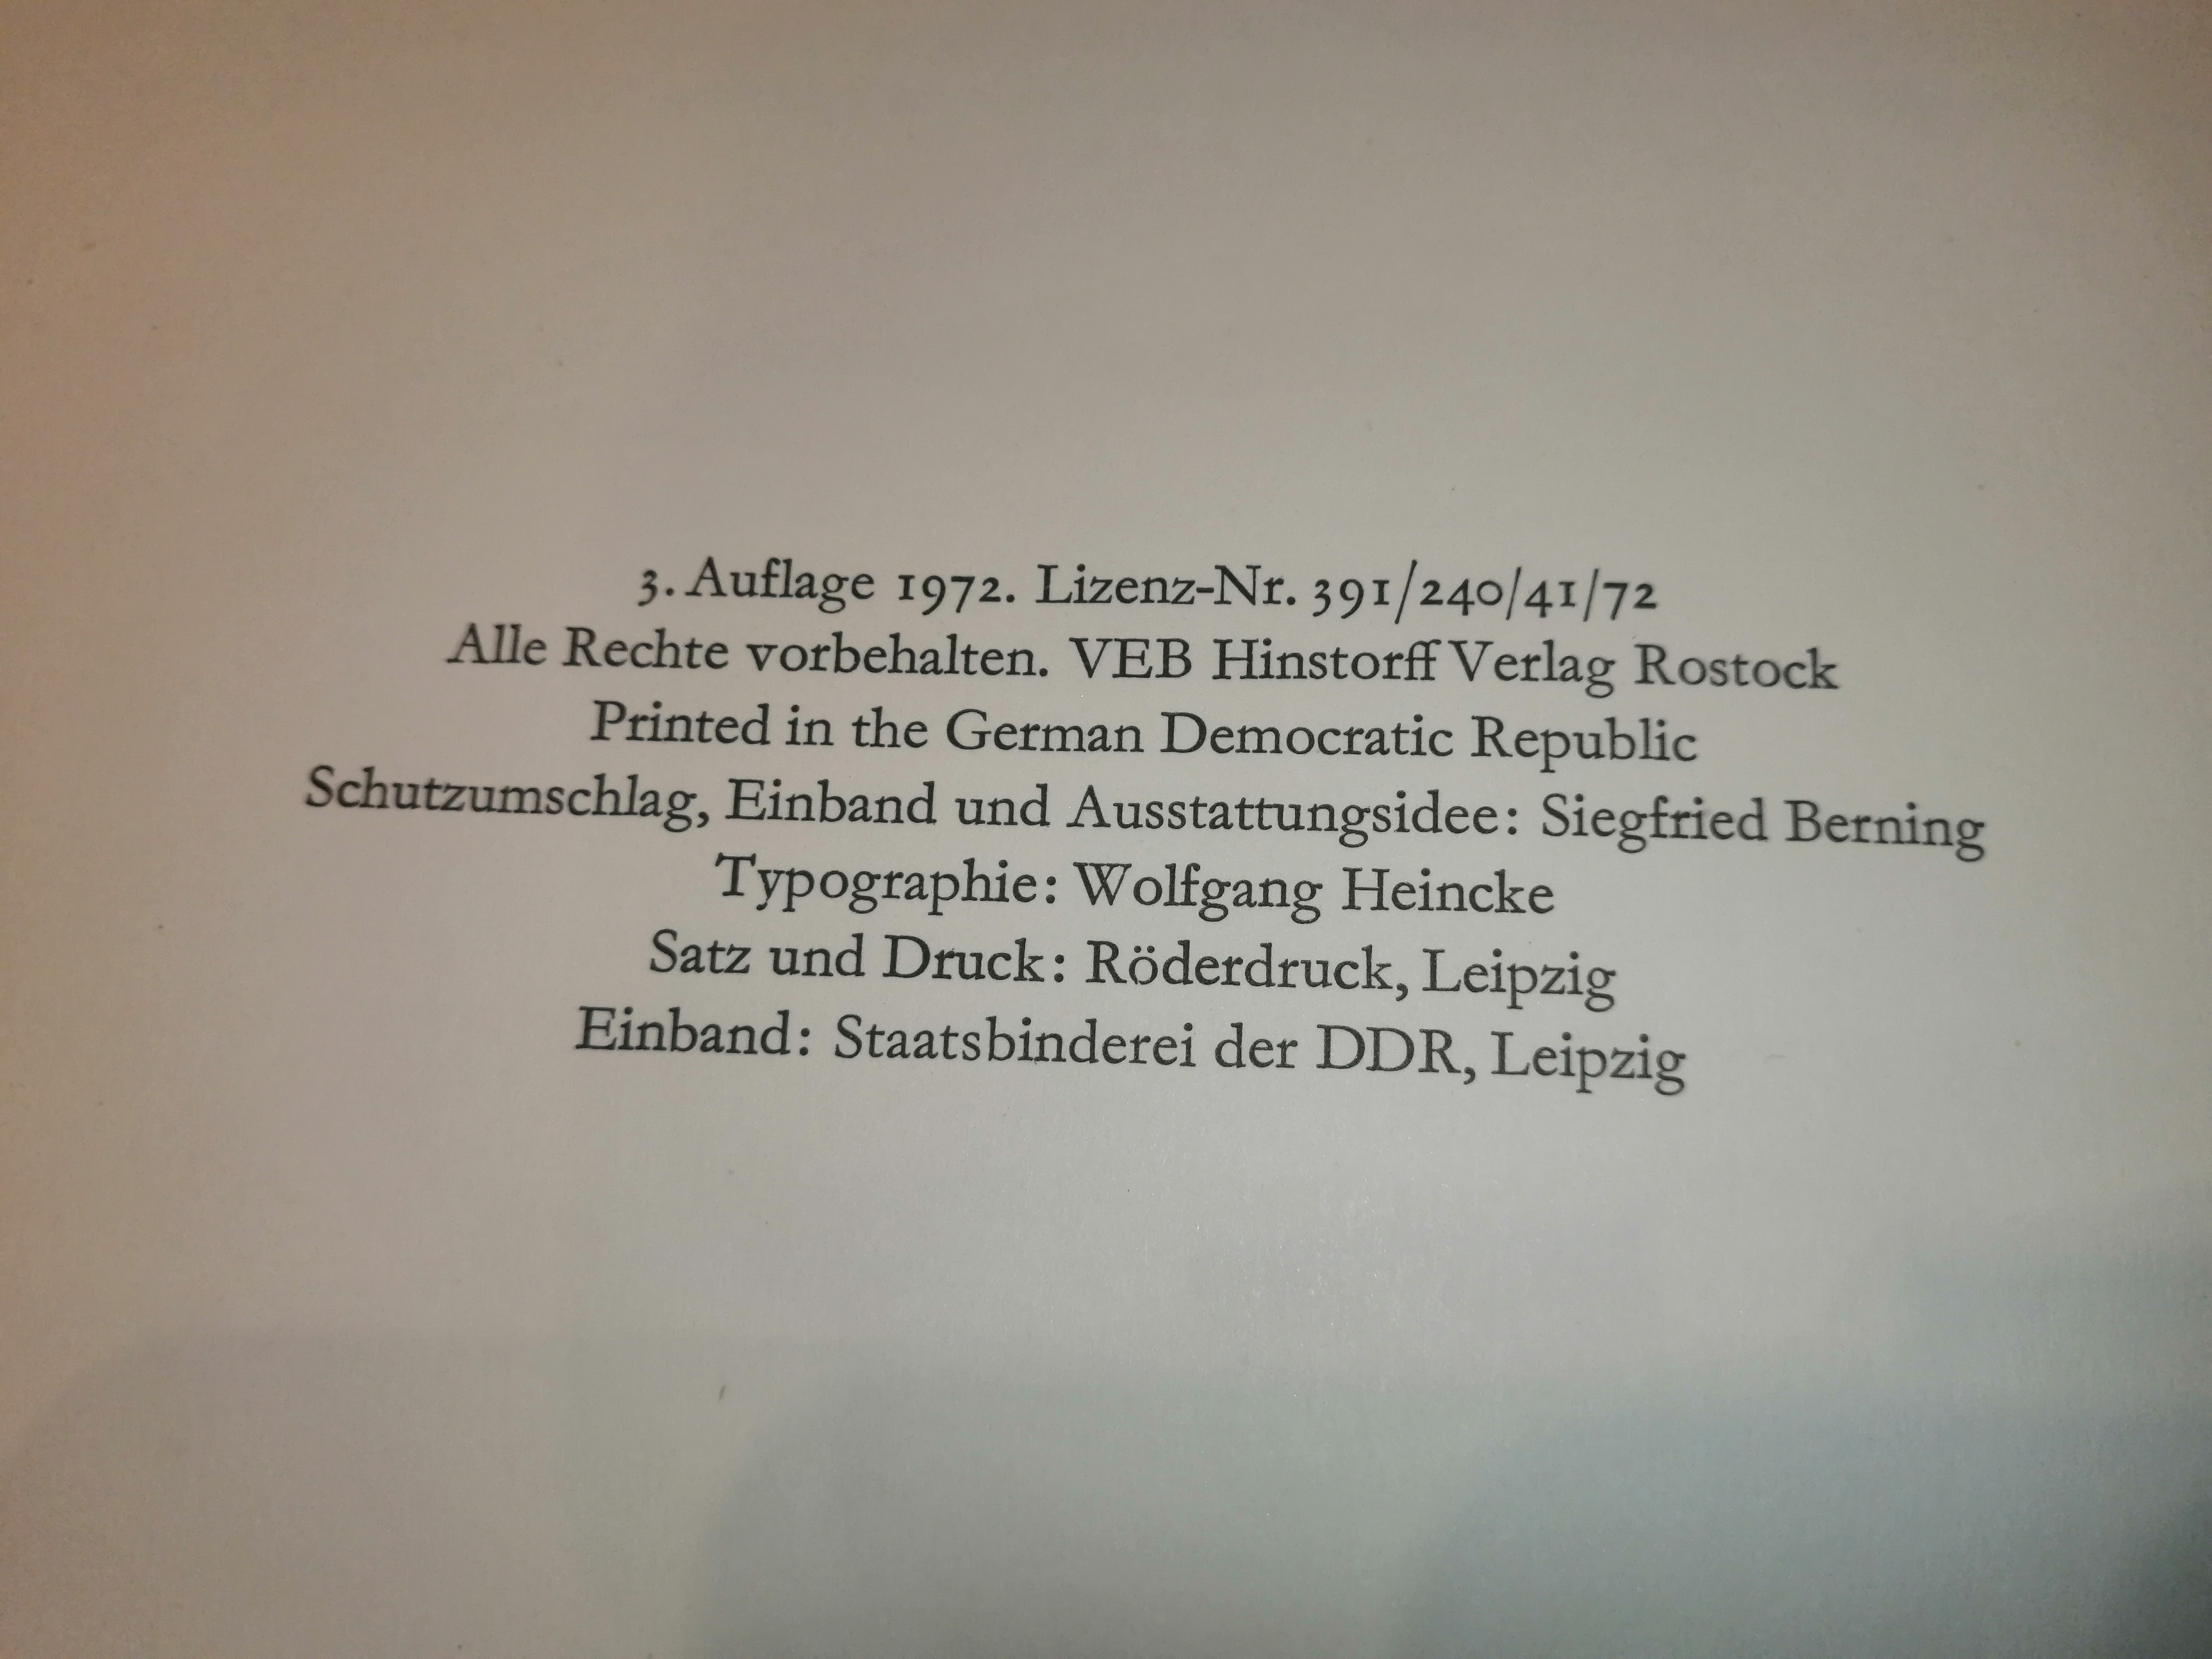 3. Auflage 1972. Lizenz-Nr. 391/240/41/72
Alle Rechte vorbehalten. VEB Hinstorff Verlag Rostock
Printed in the German Democratic Republic
Schutzumschlag, Einband und Ausstattungsidee: Siegfried Berning
Typographie: Wolfgang Heincke
Satz und Druck: Röderdruck, Leipzig
Einband: Staatsbinderei der DDR, Leipzig